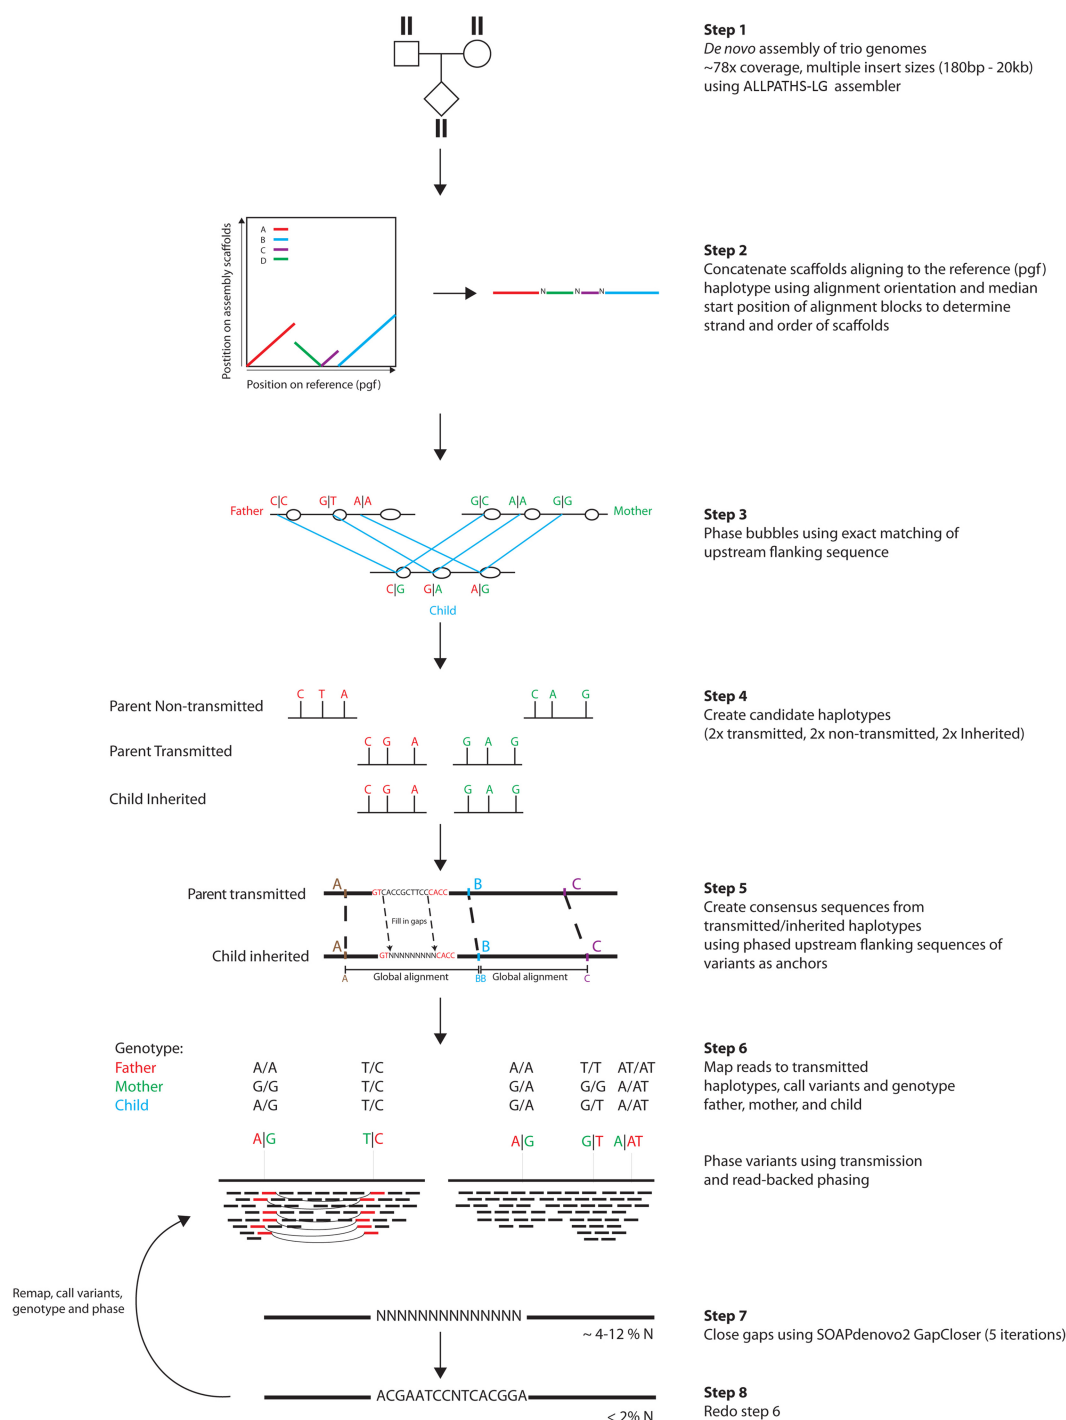 Step 1
De novo assembly of trio genomes
~78x coverage, multiple insert sizes (180bp - 20kb)
using ALLPATHS-LG assembler
A
B
C
D
Postition on assembly scaffolds
Position on reference (pgf)
N N N
Step 2
Concatenate scaffolds aligning to the reference (pgf)
haplotype using alignment orientation and median
start position of alignment blocks to determine
strand and order of scaffolds
C|C G|T A|A G|C A|A G|G
Father Mother
C|G G|A A|G
Child
Step 3
Phase bubbles using exact matching of
upstream flanking sequence
Parent Non-transmitted C T A C A G
Parent Transmitted C G A G A G
Child Inherited C G A G A G
Step 4
Create candidate haplotypes
(2x transmitted, 2x non-transmitted, 2x Inherited)
A B C
Parent transmitted GTCACCGCTTCCCACC
Fill in gaps
A B C
Child inherited GTNNNNNNNNNCACC
A Global alignment BB Global alignment C
Step 5
Create consensus sequences from
transmitted/inherited haplotypes
using phased upstream flanking sequences of
variants as anchors
Genotype:
Father A/A T/C A/A T/T AT/AT
Mother G/G T/C G/A G/G A/AT
Child A/G T/C G/A G/T A/AT
A|G T|C A|G G|T A|AT
Step 6
Map reads to transmitted
haplotypes, call variants and genotype
father, mother, and child
Phase variants using transmission
and read-backed phasing
Remap, call variants,
genotype and phase
NNNNNNNNNNNNNN
~ 4-12 % N
Step 7
Close gaps using SOAPdenovo2 GapCloser (5 iterations)
ACGAATCCNTCACGGA
< 2% N
Step 8
Redo step 6